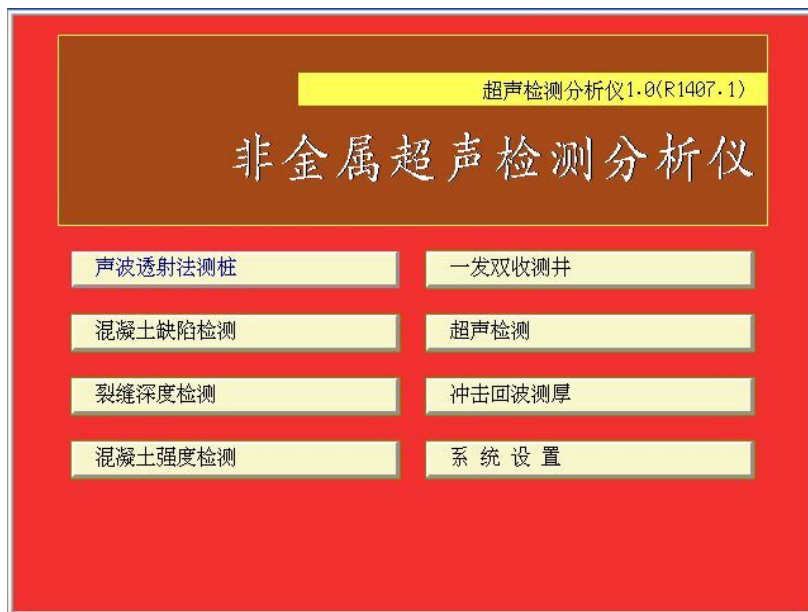 超声检测分析仪1.0(R1407.1)
非金属超声检测分析仪
声波透射法测桩
一发双收测井
混凝土缺陷检测
超声检测
裂缝深度检测
冲击回波测厚
混凝土强度检测
系 统 设 置